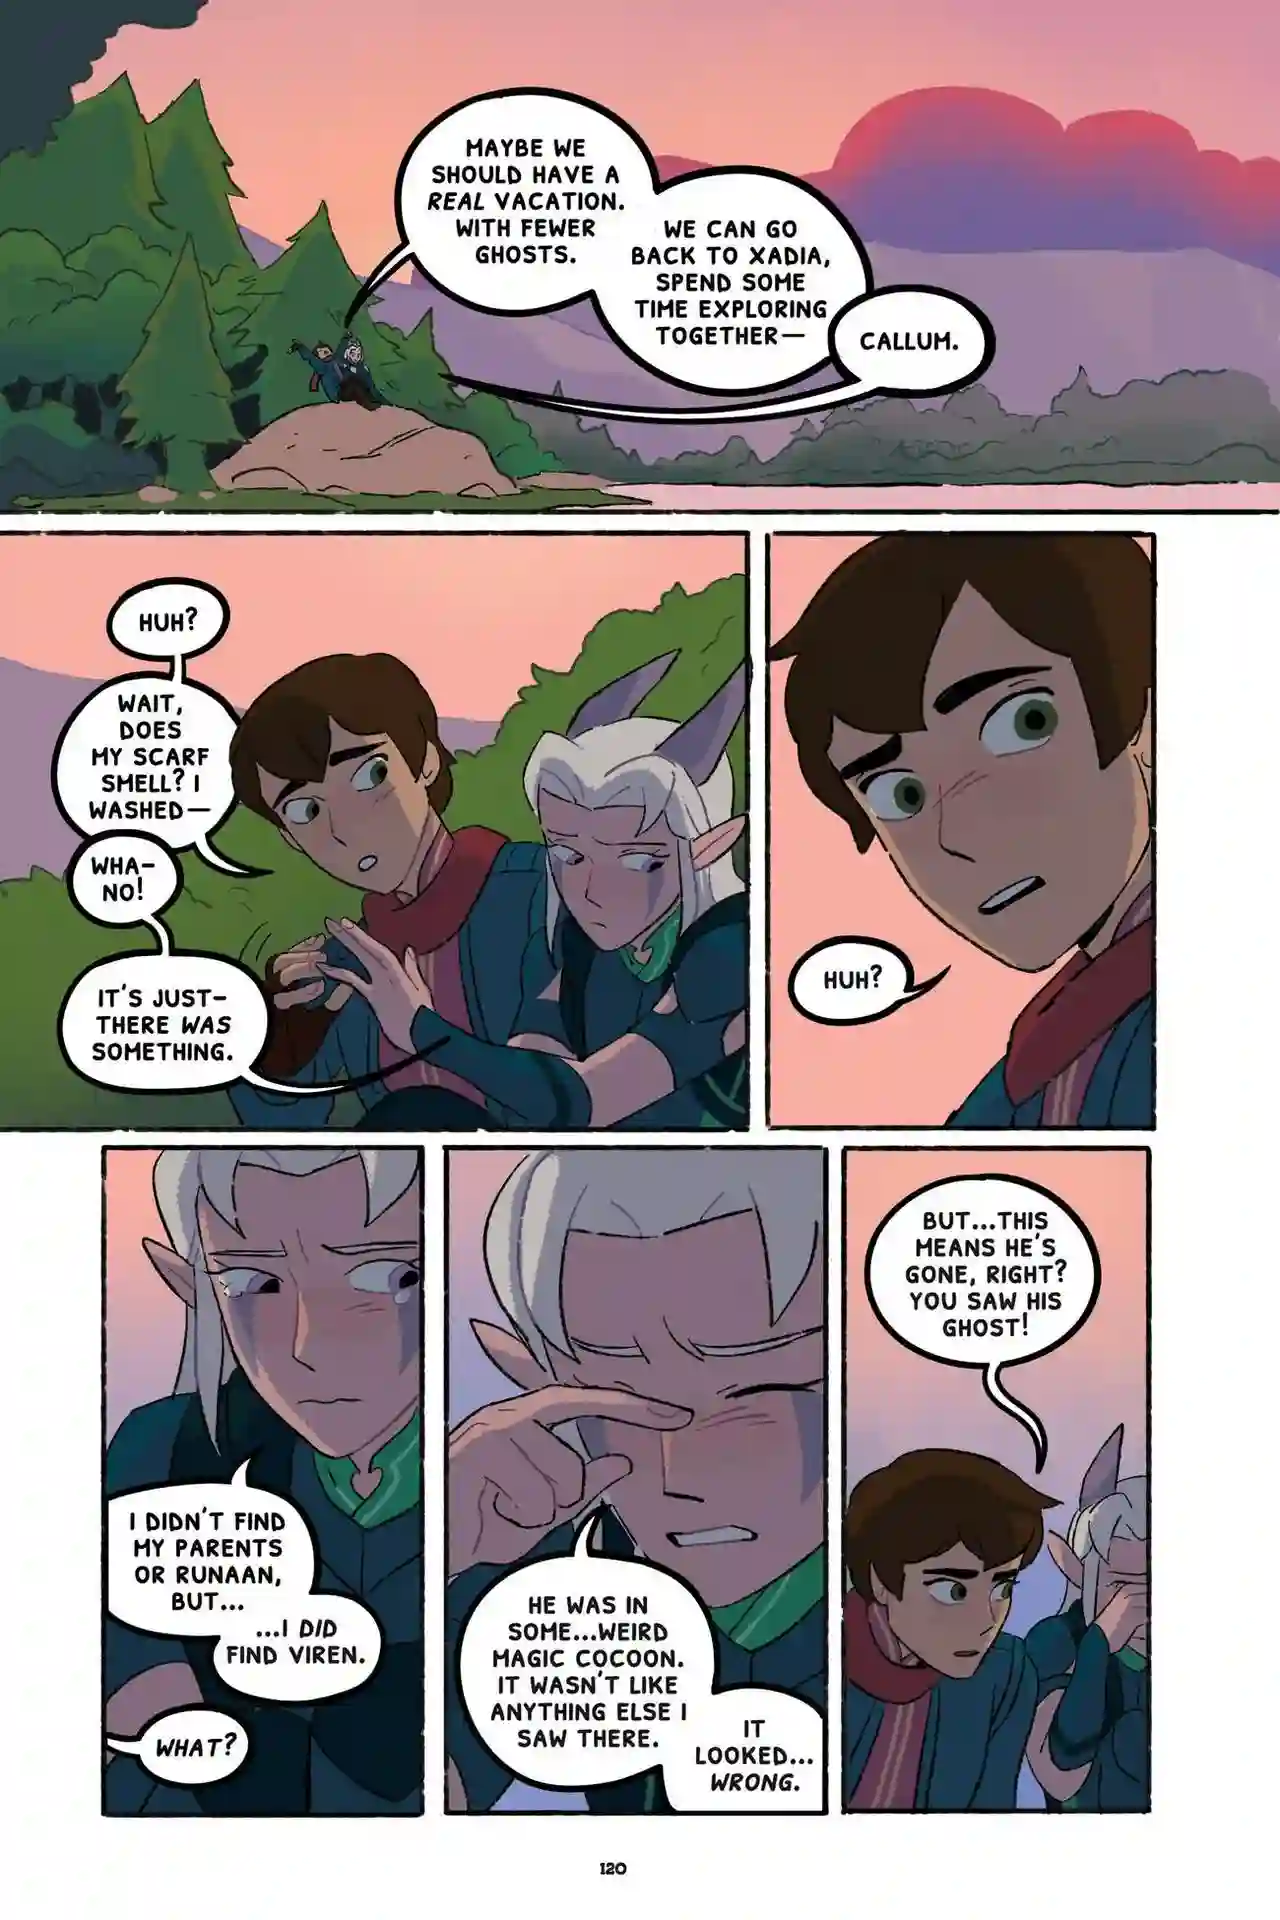 MAYBE WE
SHOULD HAVE A
REAL VACATION.
WITH FEWER
GHOSTS.
WE CAN GO
BACK TO XADIA,
SPEND SOME
TIME EXPLORING
TOGETHER—
CALLUM.
HUH?
WAIT,
DOES
MY SCARF
SMELL? I
WASHED—
WHA-
NO!
IT'S JUST-
THERE WAS
SOMETHING.
HUH?
I DIDN'T FIND
MY PARENTS
OR RUNAAN,
BUT...
...I DID
FIND VIREN.
WHAT?
HE WAS IN
SOME...WEIRD
MAGIC COCOON.
IT WASN'T LIKE
ANYTHING ELSE I
SAW THERE.
IT
LOOKED...
WRONG.
BUT...THIS
MEANS HE'S
GONE, RIGHT?
YOU SAW HIS
GHOST!
120